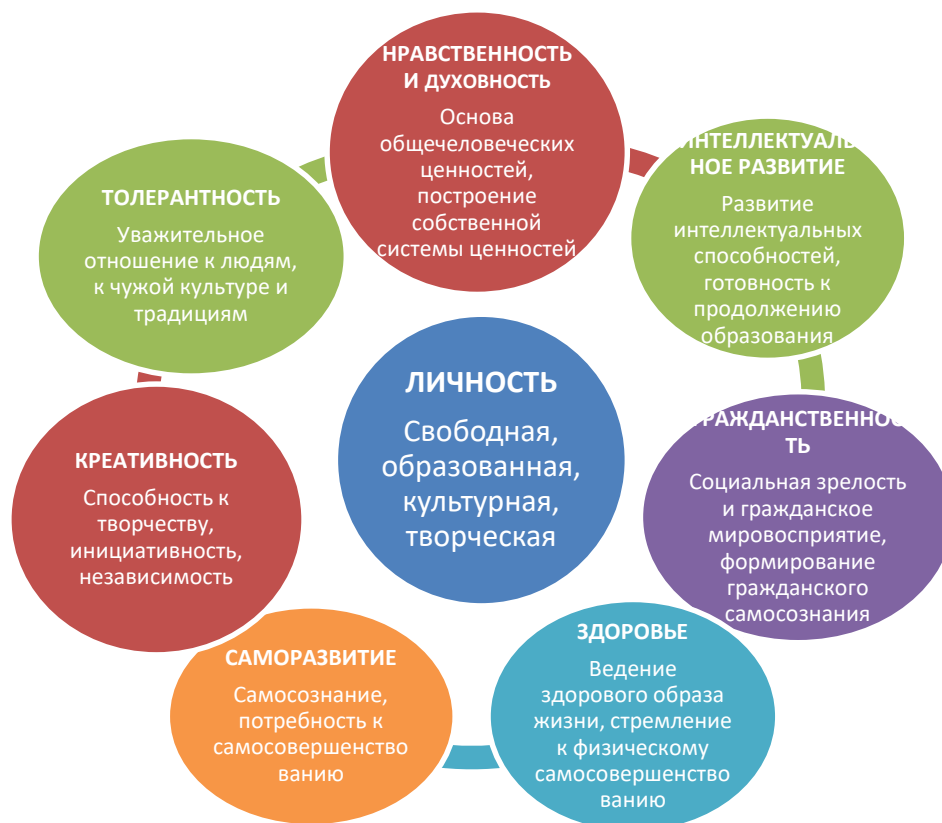 НРАВСТВЕННОСТЬ
И ДУХОВНОСТЬ
Основа
общечеловеческих
ценностей,
построение
собственной
системы ценностей
ИНТЕЛЛЕКТУАЛЬ
НОЕ РАЗВИТИЕ
Развитие
интеллектуальных
способностей,
готовность к
продолжению
образования
ГРАЖДАНСТВЕННОС
ТЬ
Социальная зрелость
и гражданское
мировосприятие,
формирование
гражданского
самосознания
ЗДОРОВЬЕ
Ведение
здорового образа
жизни, стремление
к физическому
самосовершенство
ванию
САМОРАЗВИТИЕ
Самосознание,
потребность к
самосовершенство
ванию
КРЕАТИВНОСТЬ
Способность к
творчеству,
инициативность,
независимость
ТОЛЕРАНТНОСТЬ
Уважительное
отношение к людям,
к чужой культуре и
традициям
ЛИЧНОСТЬ
Свободная,
образованная,
культурная,
творческая